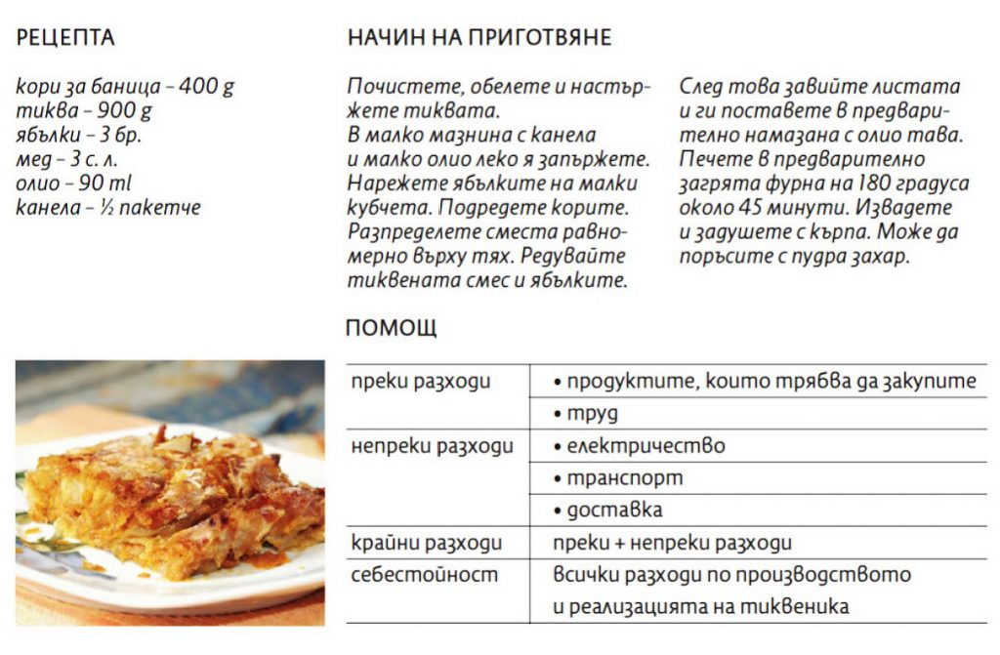 РЕЦЕПТА
кори за баница – 400 g
тиква – 900 g
ябълки – 3 бр.
мед – 3 с. л.
олио – 90 ml
канела – ½ пакетче
НАЧИН НА ПРИГОТВЯНЕ
Почистете, обелете и настър-
жете тиквата.
В малко мазнина с канела
и малко олио леко я запържете.
Нарежете ябълките на малки
кубчета. Подредете корите.
Разпределете сместа равно-
мерно върху тях. Редувайте
тиквената смес и ябълките.
След това завийте листата
и ги поставете в предвари-
телно намазана с олио тава.
Печете в предварително
загрята фурна на 180 градуса
около 45 минути. Извадете
и задушете с кърпа. Може да
поръсите с пудра захар.
ПОМОЩ
преки разходи • продуктите, които трябва да закупите
• труд
непреки разходи • електричество
• транспорт
• доставка
крайни разходи преки + непреки разходи
себестойност всички разходи по производството
и реализацията на тиквеника